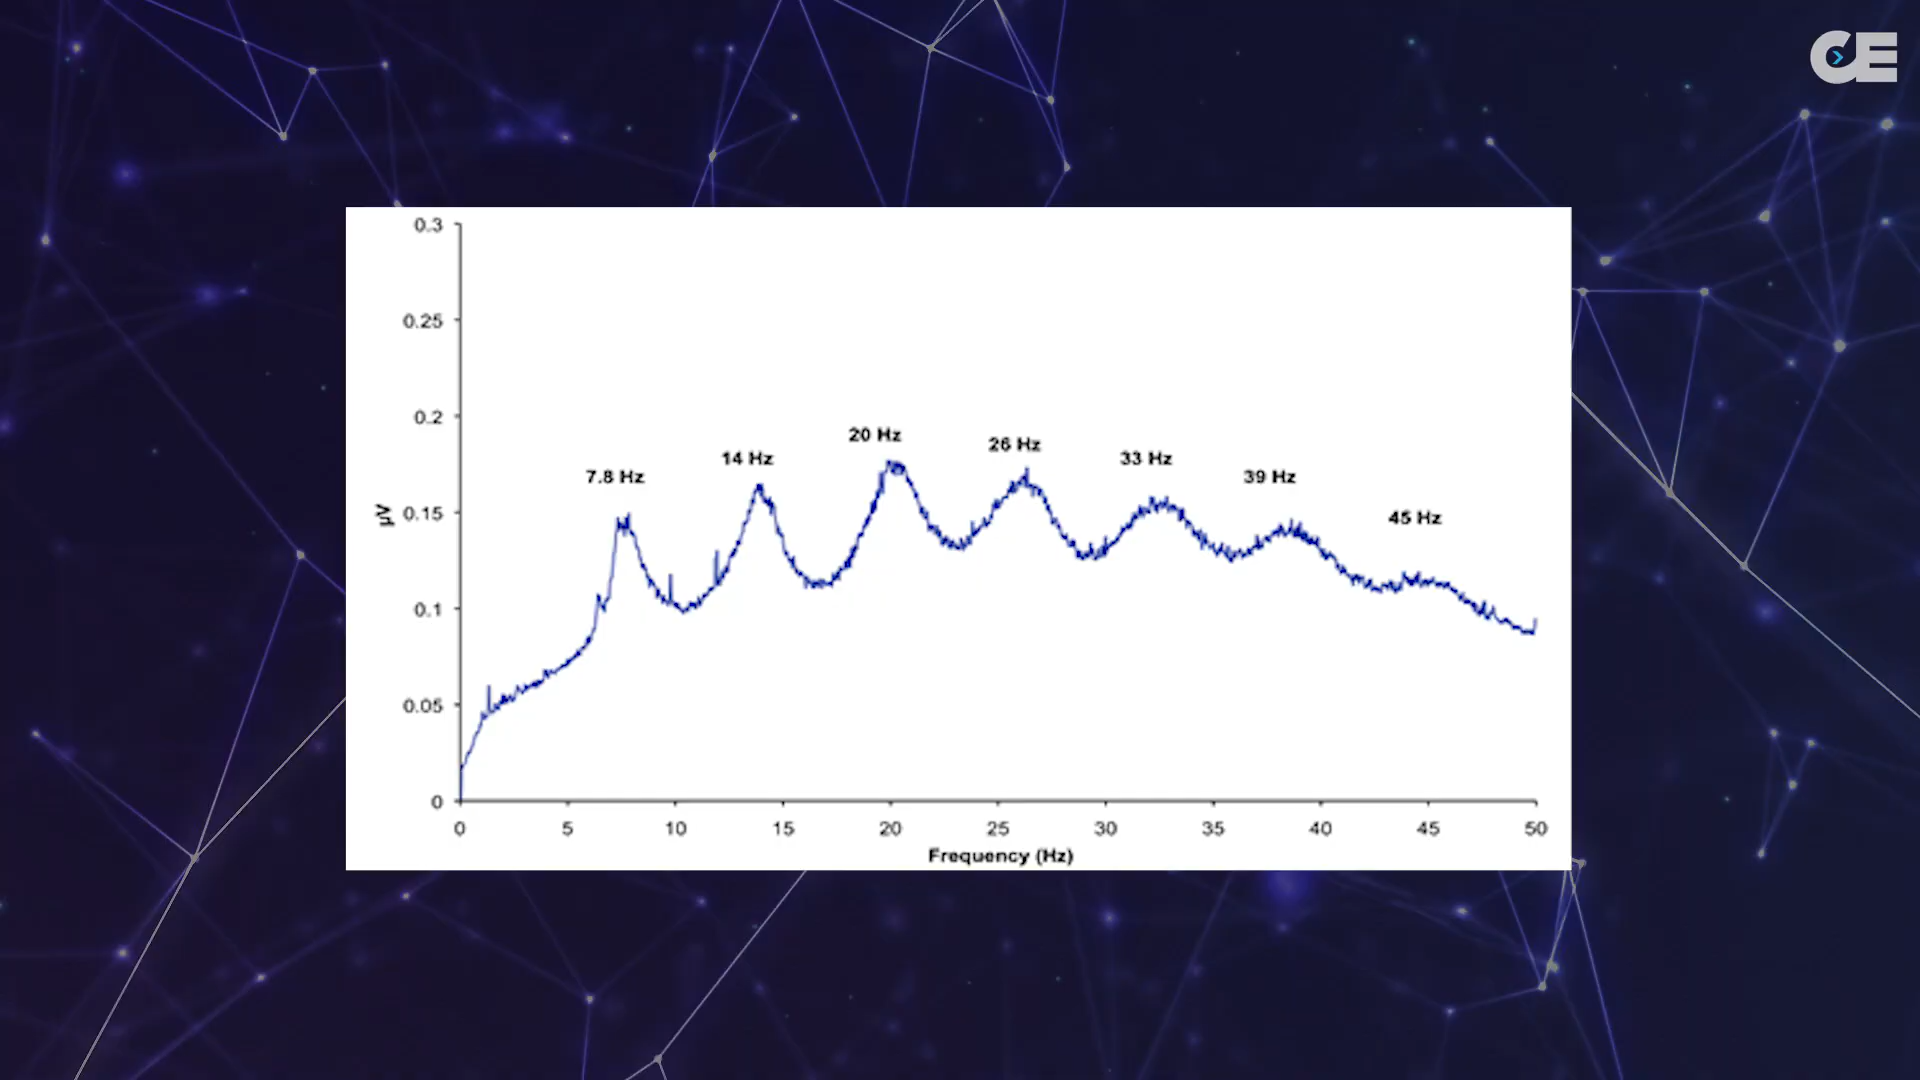 CE
0.3
0.25
0.2
0.15
0.1
0.05
0
µV
7.8 Hz
14 Hz
20 Hz
26 Hz
33 Hz
39 Hz
45 Hz
0 5 10 15 20 25 30 35 40 45 50
Frequency (Hz)